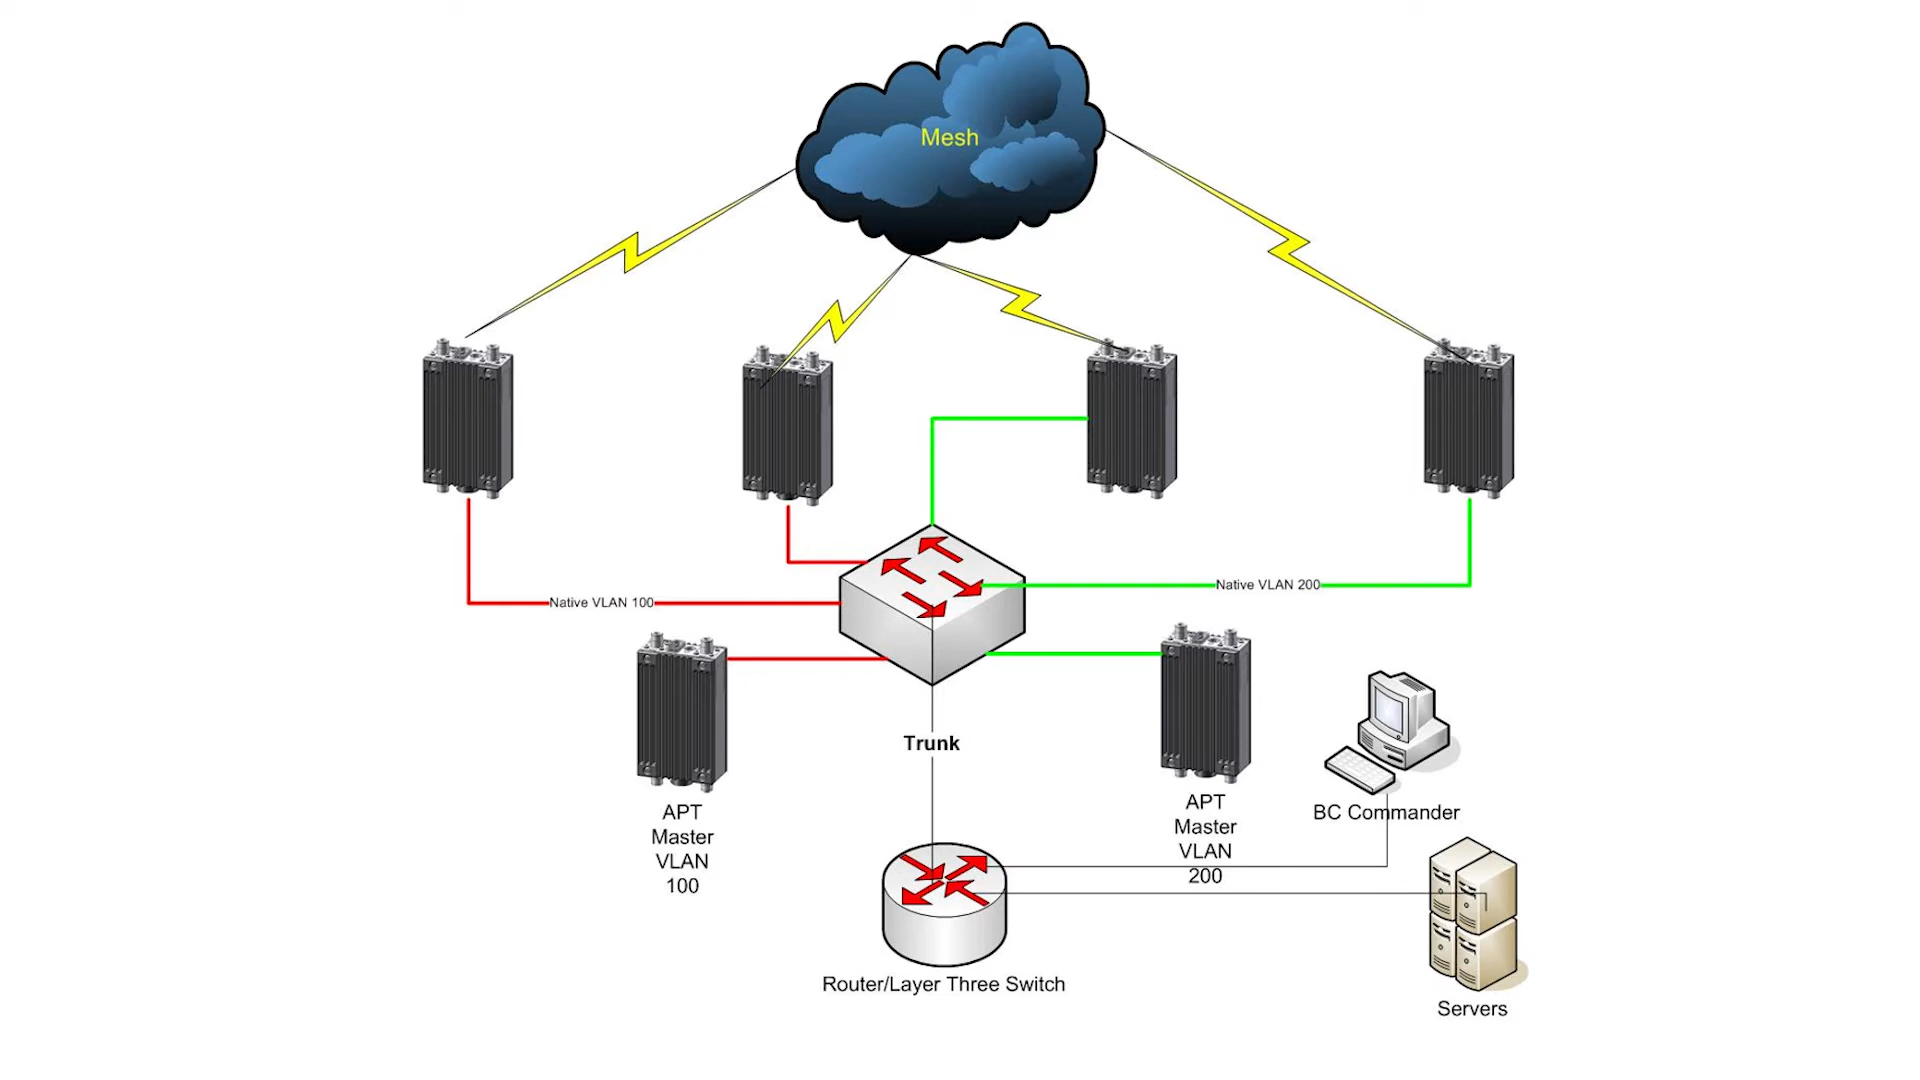 Mesh
Native VLAN 200
Native VLAN 100
Trunk
APT
Master
VLAN
100
APT
Master
VLAN
200
BC Commander
Router/Layer Three Switch
Servers